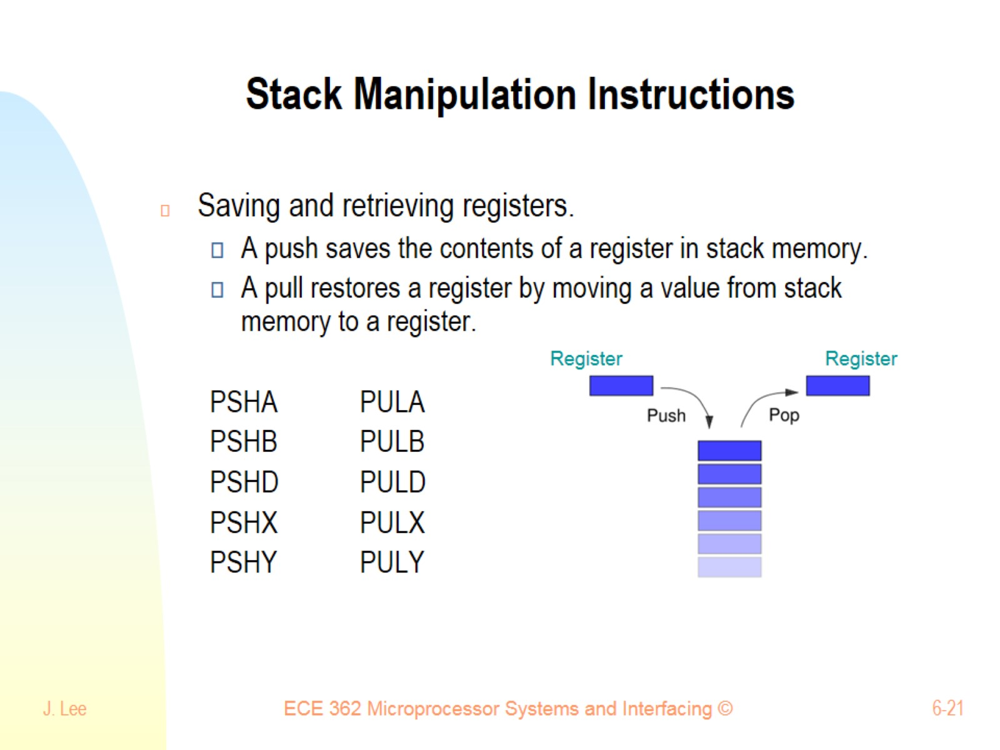 Stack Manipulation Instructions
Saving and retrieving registers.
A push saves the contents of a register in stack memory.
A pull restores a register by moving a value from stack
memory to a register.
PSHA PULA
PSHB PULB
PSHD PULD
PSHX PULX
PSHY PULY
Register Register
Push Pop
J. Lee ECE 362 Microprocessor Systems and Interfacing © 6-21